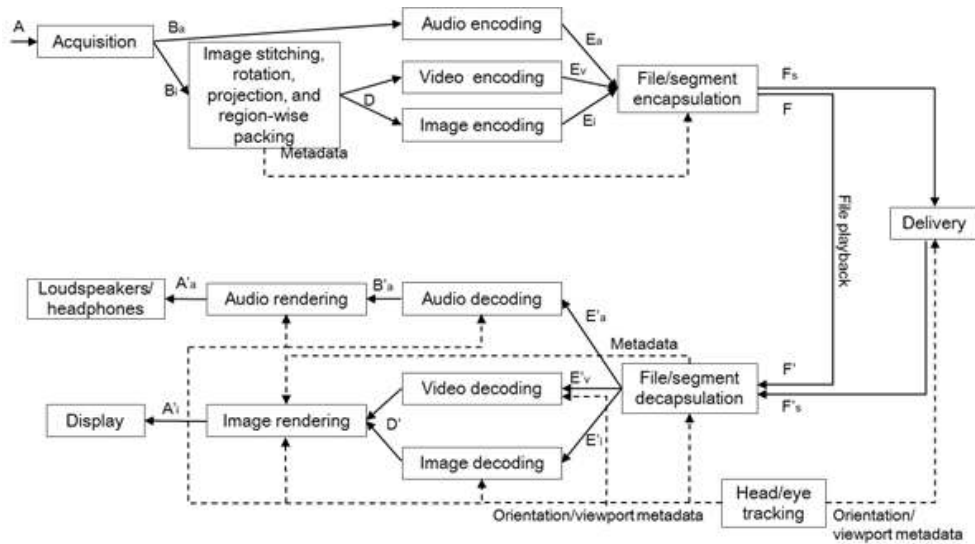 A
Acquisition
Ba
Bi
Image stitching,
rotation,
projection, and
region-wise
packing
D
Audio encoding
Video encoding
Image encoding
Ea
Ev
Ei
File/segment
encapsulation
Fs
F
Metadata
File playback
Delivery
Loudspeakers/
headphones
A'a
Audio rendering
B'a
Audio decoding
E'a
Metadata
Video decoding
E'v
File/segment
decapsulation
F'
F's
Display
A'i
Image rendering
D'
Image decoding
E'i
Orientation/viewport metadata
Head/eye
tracking
Orientation/
viewport metadata